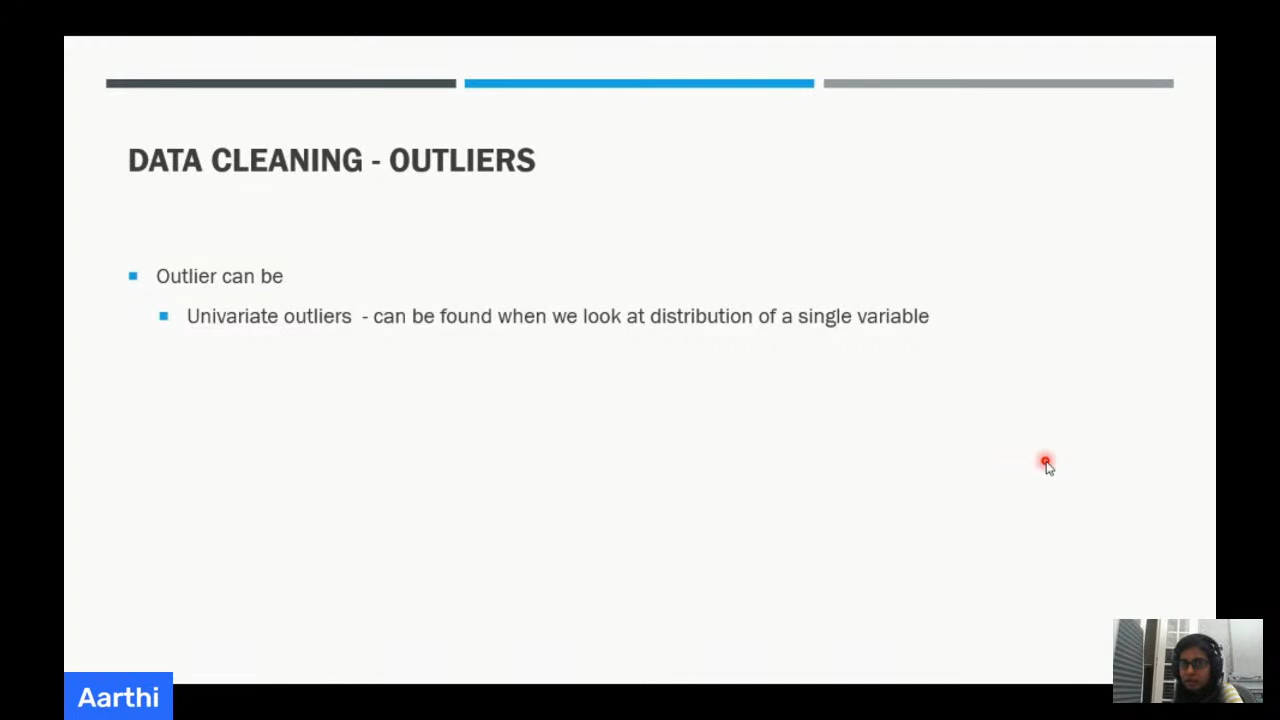 DATA CLEANING - OUTLIERS
Outlier can be
Univariate outliers - can be found when we look at distribution of a single variable
Aarthi